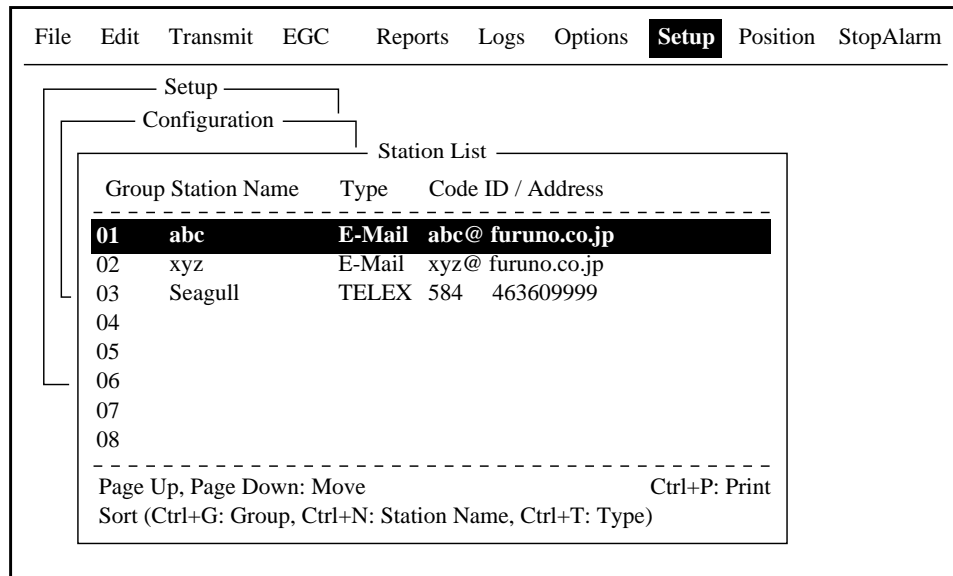 File Edit Transmit EGC Reports Logs Options Setup Position StopAlarm
Setup
Configuration
Station List
Group Station Name Type Code ID / Address
01 abc E-Mail abc@ furuno.co.jp
02 xyz E-Mail xyz@ furuno.co.jp
03 Seagull TELEX 584 463609999
04
05
06
07
08
Page Up, Page Down: Move Ctrl+P: Print
Sort (Ctrl+G: Group, Ctrl+N: Station Name, Ctrl+T: Type)